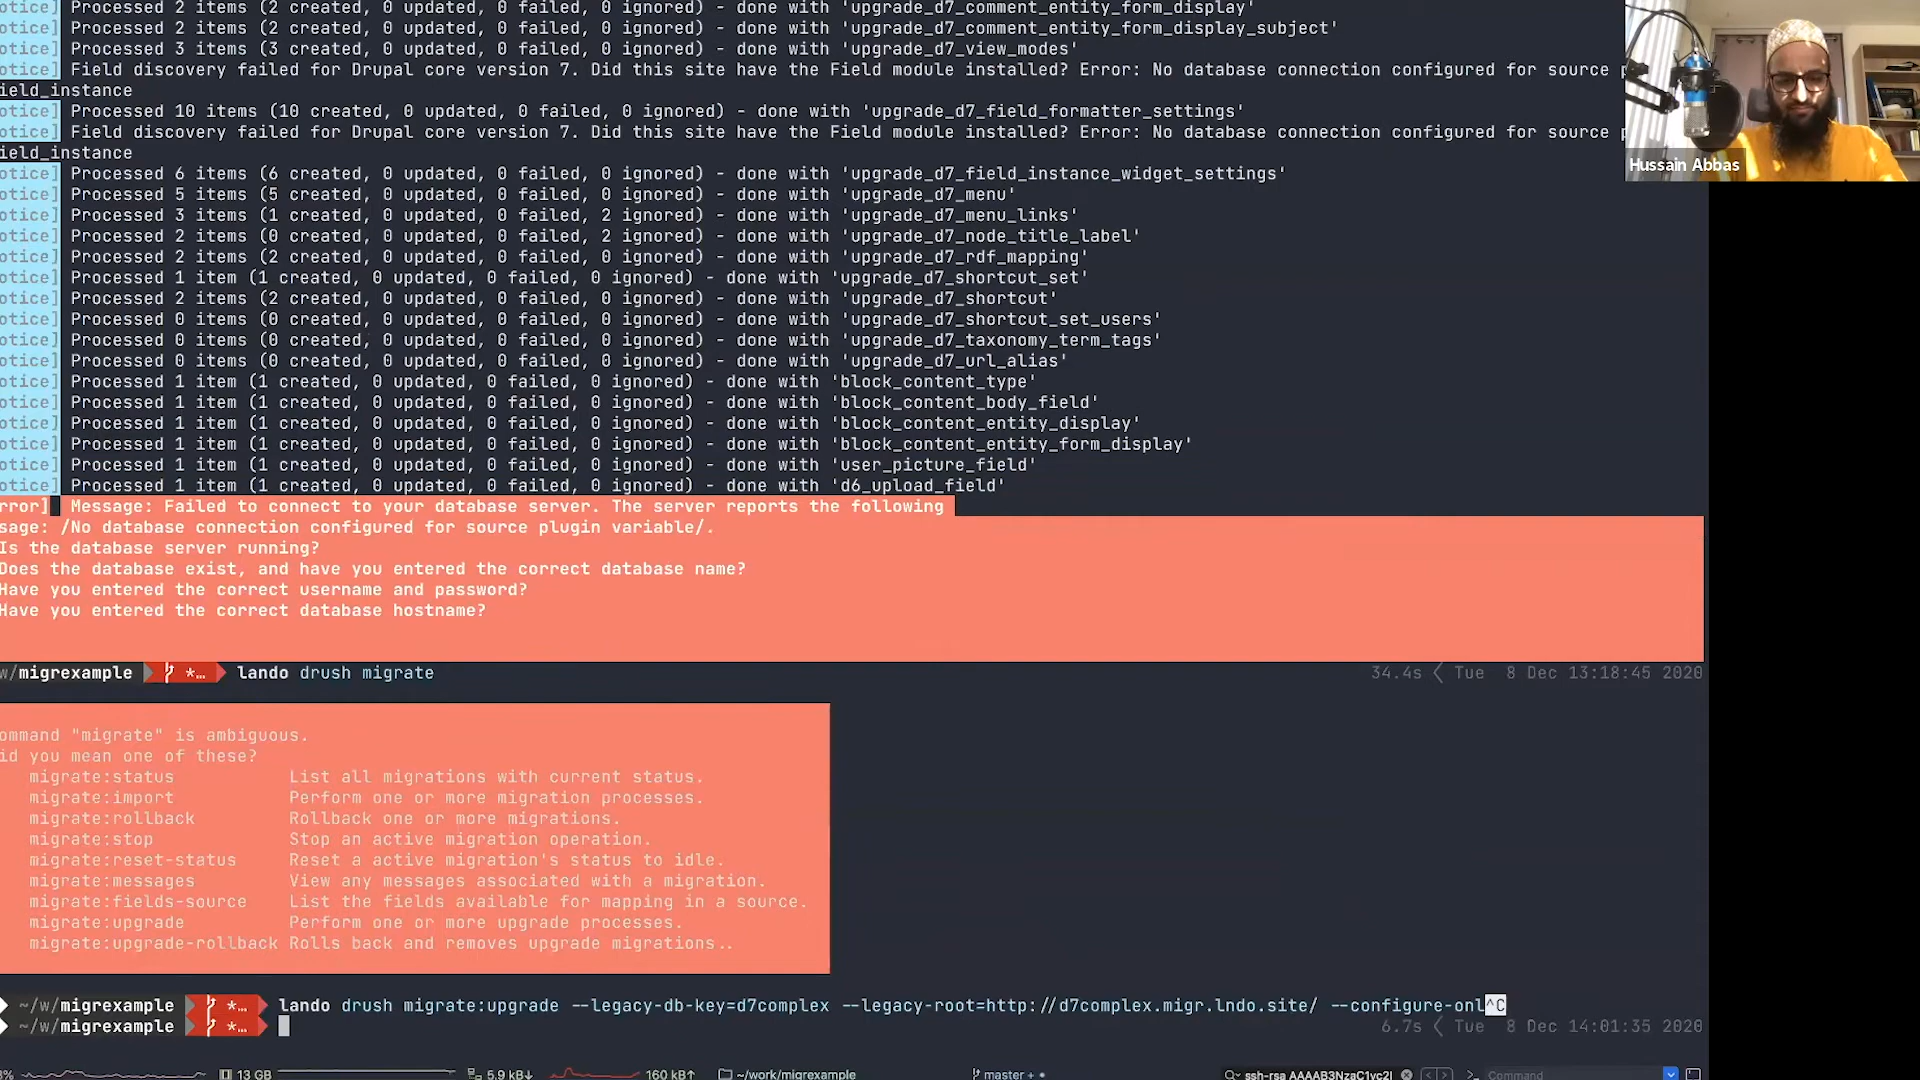 otice] Processed 2 items (2 created, 0 updated, 0 failed, 0 ignored) - done with 'upgrade_d7_comment_entity_form_display'
otice] Processed 2 items (2 created, 0 updated, 0 failed, 0 ignored) - done with 'upgrade_d7_comment_entity_form_display_subject'
otice] Processed 3 items (3 created, 0 updated, 0 failed, 0 ignored) - done with 'upgrade_d7_view_modes'
otice] Field discovery failed for Drupal core version 7. Did this site have the Field module installed? Error: No database connection configured for source p
ield_instance
otice] Processed 10 items (10 created, 0 updated, 0 failed, 0 ignored) - done with 'upgrade_d7_field_formatter_settings'
otice] Field discovery failed for Drupal core version 7. Did this site have the Field module installed? Error: No database connection configured for source p
ield_instance
otice] Processed 6 items (6 created, 0 updated, 0 failed, 0 ignored) - done with 'upgrade_d7_field_instance_widget_settings'
otice] Processed 5 items (5 created, 0 updated, 0 failed, 0 ignored) - done with 'upgrade_d7_menu'
otice] Processed 3 items (1 created, 0 updated, 0 failed, 2 ignored) - done with 'upgrade_d7_menu_links'
otice] Processed 2 items (0 created, 0 updated, 0 failed, 2 ignored) - done with 'upgrade_d7_node_title_label'
otice] Processed 2 items (2 created, 0 updated, 0 failed, 0 ignored) - done with 'upgrade_d7_rdf_mapping'
otice] Processed 1 item (1 created, 0 updated, 0 failed, 0 ignored) - done with 'upgrade_d7_shortcut_set'
otice] Processed 2 items (2 created, 0 updated, 0 failed, 0 ignored) - done with 'upgrade_d7_shortcut'
otice] Processed 0 items (0 created, 0 updated, 0 failed, 0 ignored) - done with 'upgrade_d7_shortcut_set_users'
otice] Processed 0 items (0 created, 0 updated, 0 failed, 0 ignored) - done with 'upgrade_d7_taxonomy_term_tags'
otice] Processed 0 items (0 created, 0 updated, 0 failed, 0 ignored) - done with 'upgrade_d7_url_alias'
otice] Processed 1 item (1 created, 0 updated, 0 failed, 0 ignored) - done with 'block_content_type'
otice] Processed 1 item (1 created, 0 updated, 0 failed, 0 ignored) - done with 'block_content_body_field'
otice] Processed 1 item (1 created, 0 updated, 0 failed, 0 ignored) - done with 'block_content_entity_display'
otice] Processed 1 item (1 created, 0 updated, 0 failed, 0 ignored) - done with 'block_content_entity_form_display'
otice] Processed 1 item (1 created, 0 updated, 0 failed, 0 ignored) - done with 'user_picture_field'
otice] Processed 1 item (1 created, 0 updated, 0 failed, 0 ignored) - done with 'd6_upload_field'
rror] Message: Failed to connect to your database server. The server reports the following
sage: /No database connection configured for source plugin variable/.
Is the database server running?
Does the database exist, and have you entered the correct database name?
Have you entered the correct username and password?
Have you entered the correct database hostname?
w/migrexample *… lando drush migrate 34.4s < Tue 8 Dec 13:18:45 2020
ommand "migrate" is ambiguous.
id you mean one of these?
migrate:status List all migrations with current status.
migrate:import Perform one or more migration processes.
migrate:rollback Rollback one or more migrations.
migrate:stop Stop an active migration operation.
migrate:reset-status Reset a active migration's status to idle.
migrate:messages View any messages associated with a migration.
migrate:fields-source List the fields available for mapping in a source.
migrate:upgrade Perform one or more upgrade processes.
migrate:upgrade-rollback Rolls back and removes upgrade migrations..
~/w/migrexample *… lando drush migrate:upgrade --legacy-db-key=d7complex --legacy-root=http://d7complex.migr.lndo.site/ --configure-onl^C
~/w/migrexample *… 6.7s < Tue 8 Dec 14:01:35 2020
% 13 GB 5.9 kB↓ 160 kB↑ ~/work/migrexample master + • ssh-rsa AAAAB3NzaC1yc2I Command
Hussain Abbas